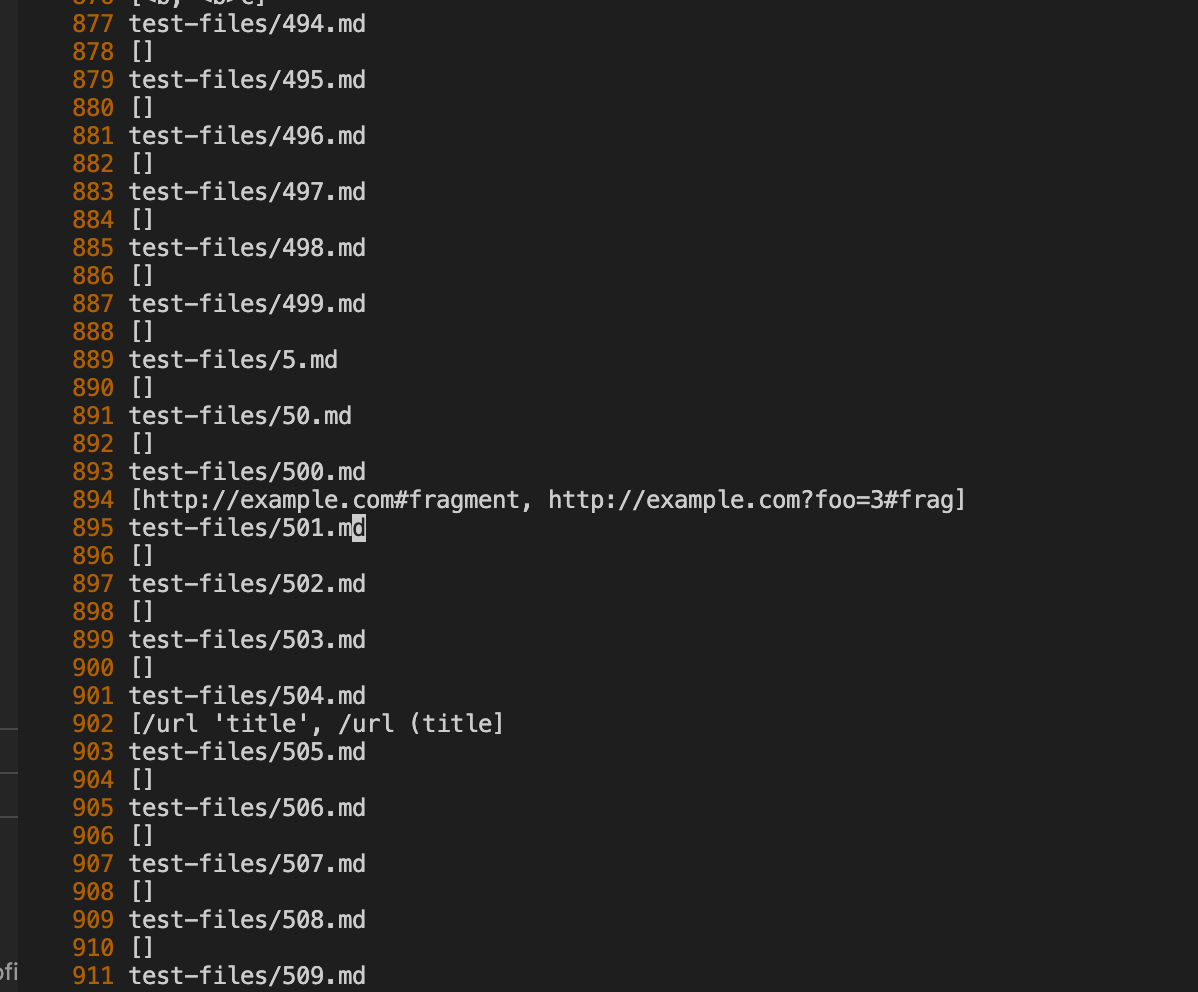 877 test-files/494.md
878 []
879 test-files/495.md
880 []
881 test-files/496.md
882 []
883 test-files/497.md
884 []
885 test-files/498.md
886 []
887 test-files/499.md
888 []
889 test-files/5.md
890 []
891 test-files/50.md
892 []
893 test-files/500.md
894 [http://example.com#fragment, http://example.com?foo=3#frag]
895 test-files/501.md
896 []
897 test-files/502.md
898 []
899 test-files/503.md
900 []
901 test-files/504.md
902 [/url 'title', /url (title]
903 test-files/505.md
904 []
905 test-files/506.md
906 []
907 test-files/507.md
908 []
909 test-files/508.md
910 []
911 test-files/509.md